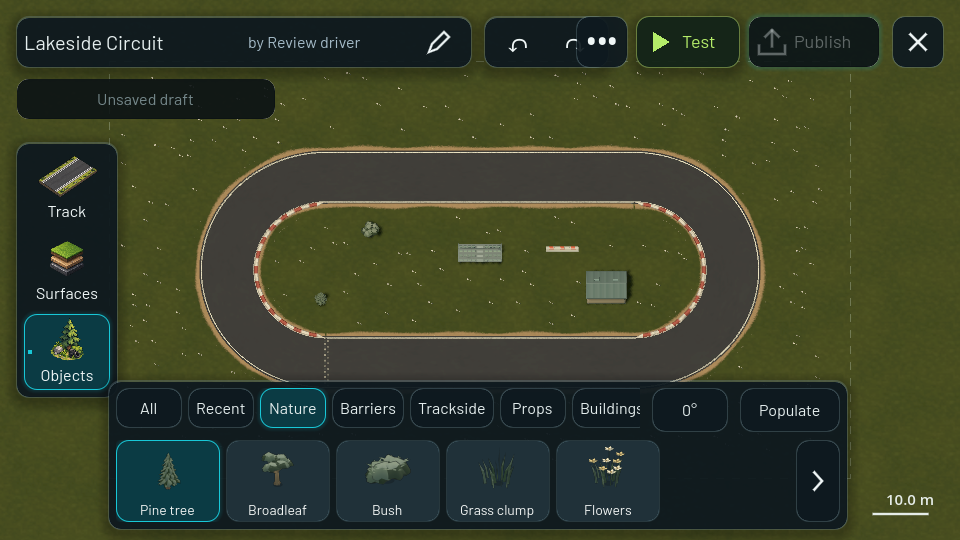 Lakeside Circuit
by Review driver
Test
Publish
Unsaved draft
Track
Surfaces
Objects
All
Recent
Nature
Barriers
Trackside
Props
Buildings
0°
Populate
Pine tree
Broadleaf
Bush
Grass clump
Flowers
10.0 m